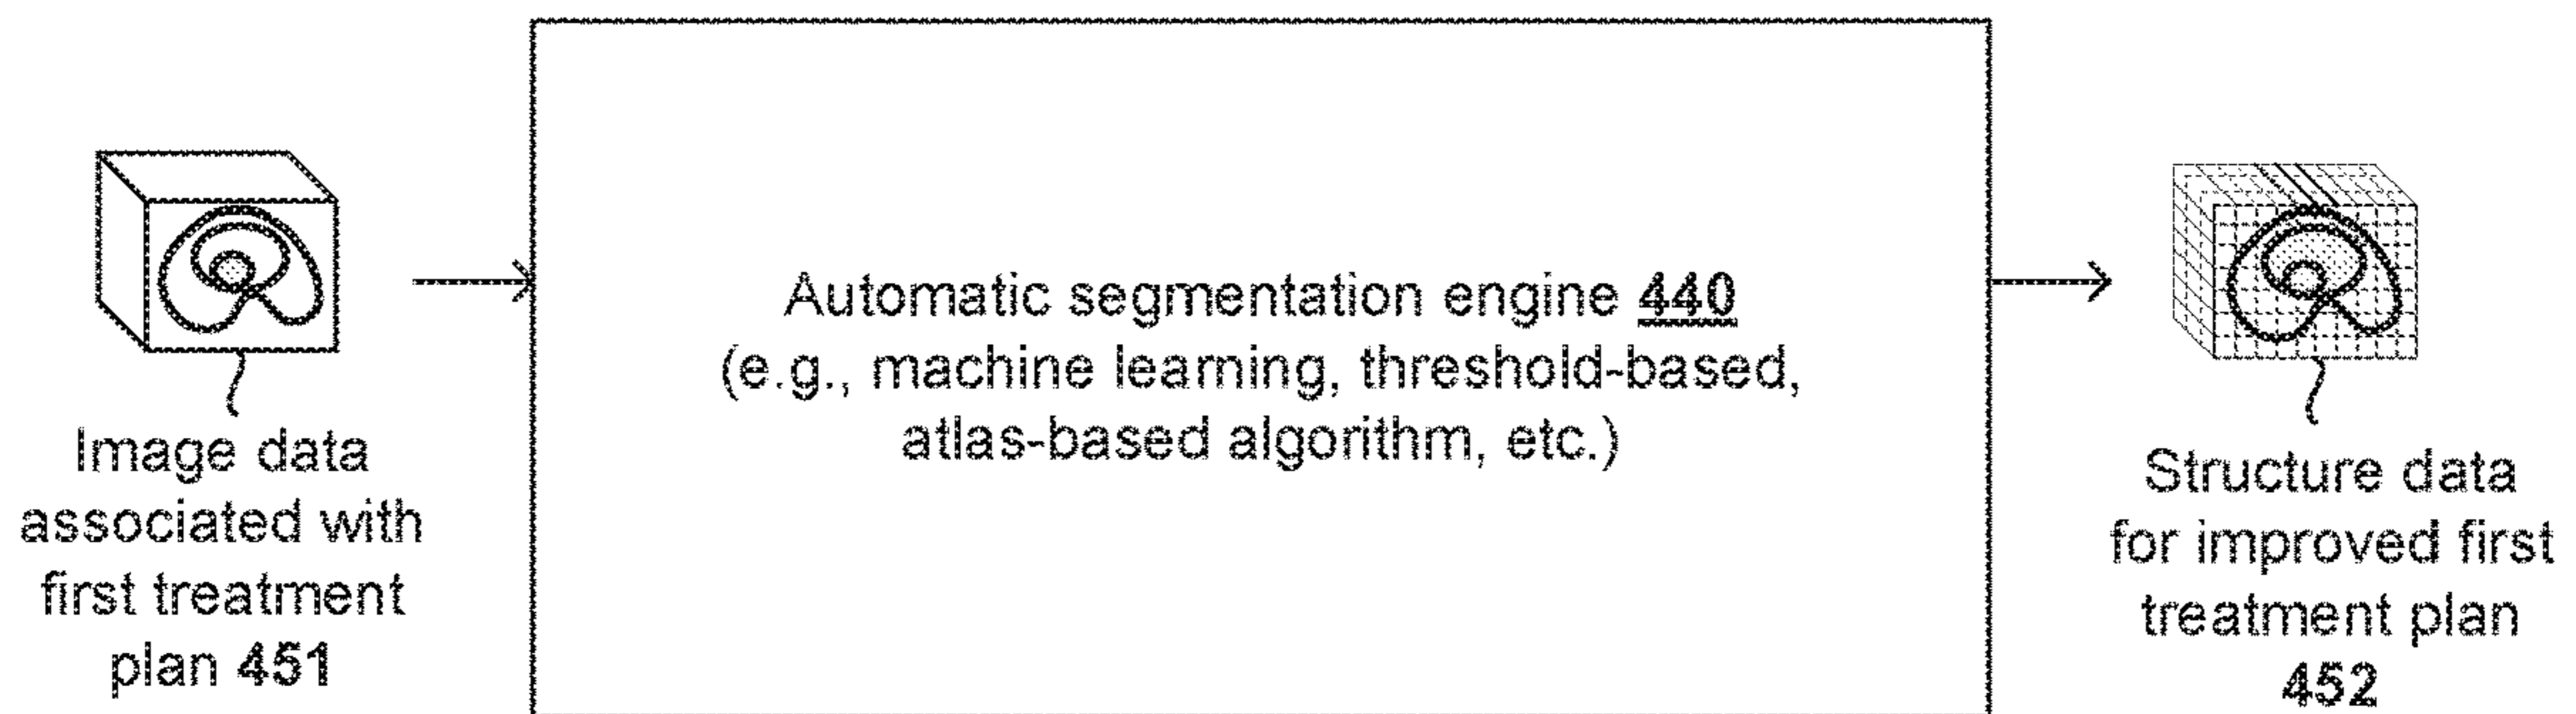 Image data
associated with
first treatment
plan 451
Automatic segmentation engine 440
(e.g., machine learning, threshold-based,
atlas-based algorithm, etc.)
Structure data
for improved first
treatment plan
452